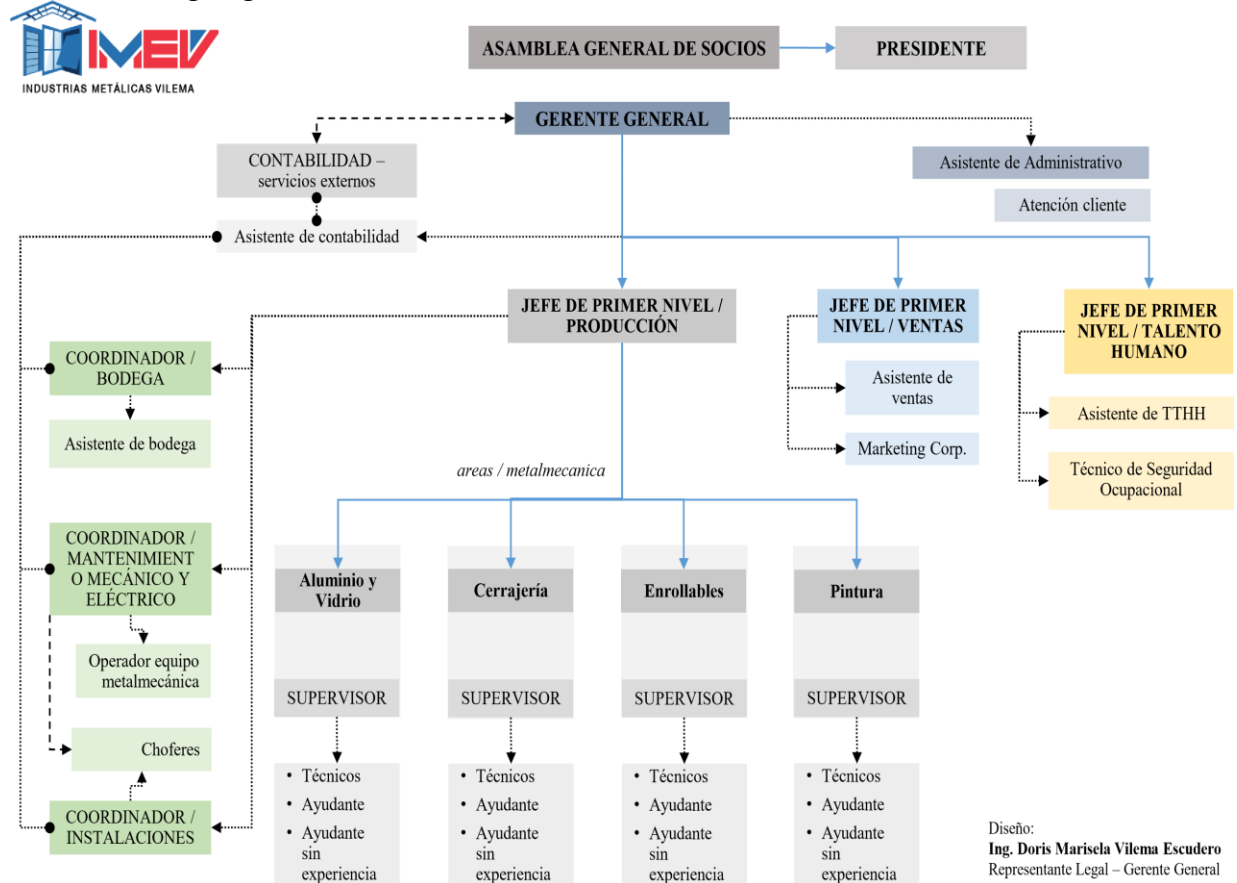 IMEV
INDUSTRIAS METÁLICAS VILEMA
ASAMBLEA GENERAL DE SOCIOS
PRESIDENTE
GERENTE GENERAL
CONTABILIDAD –
servicios externos
Asistente de Administrativo
Atención cliente
Asistente de contabilidad
JEFE DE PRIMER NIVEL /
PRODUCCIÓN
JEFE DE PRIMER
NIVEL / VENTAS
JEFE DE PRIMER
NIVEL / TALENTO
HUMANO
COORDINADOR /
BODEGA
Asistente de bodega
Asistente de
ventas
Marketing Corp.
Asistente de TTHH
Técnico de Seguridad
Ocupacional
areas / metalmecanica
COORDINADOR /
MANTENIMIENT
O MECÁNICO Y
ELÉCTRICO
Operador equipo
metalmecánica
Choferes
COORDINADOR /
INSTALACIONES
Aluminio y
Vidrio
SUPERVISOR
• Técnicos
• Ayudante
• Ayudante
sin
experiencia
Cerrajería
SUPERVISOR
• Técnicos
• Ayudante
• Ayudante
sin
experiencia
Enrollables
SUPERVISOR
• Técnicos
• Ayudante
• Ayudante
sin
experiencia
Pintura
SUPERVISOR
• Técnicos
• Ayudante
• Ayudante
sin
experiencia
Diseño:
Ing. Doris Marisela Vilema Escudero
Representante Legal – Gerente General